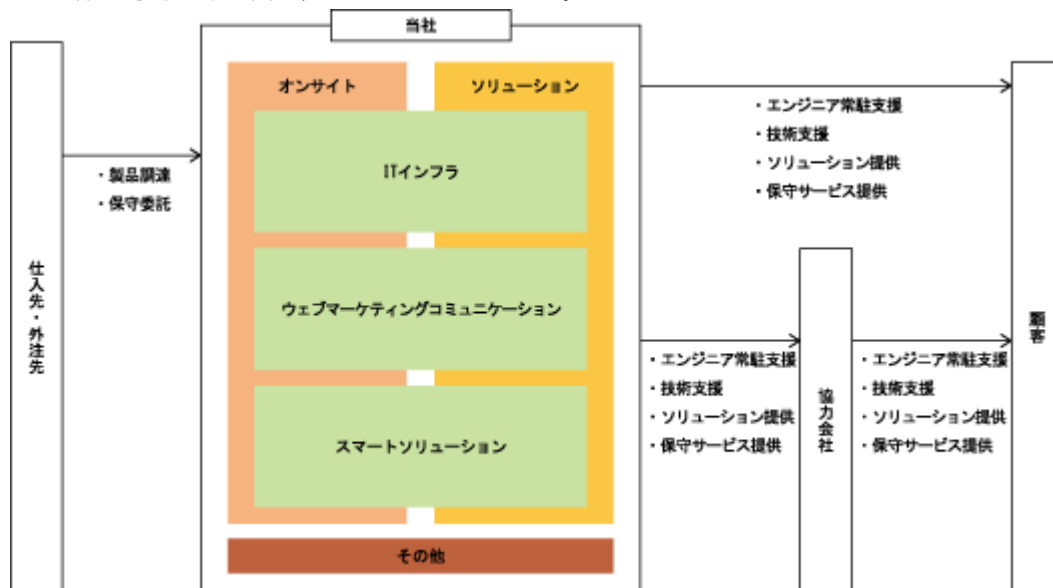 当社
オンサイト
ソリューション
ITインフラ
ウェブマーケティングコミュニケーション
スマートソリューション
その他
仕入先・外注先
・製品調達
・保守委託
・エンジニア常駐支援
・技術支援
・ソリューション提供
・保守サービス提供
・エンジニア常駐支援
・技術支援
・ソリューション提供
・保守サービス提供
協力会社
・エンジニア常駐支援
・技術支援
・ソリューション提供
・保守サービス提供
顧客